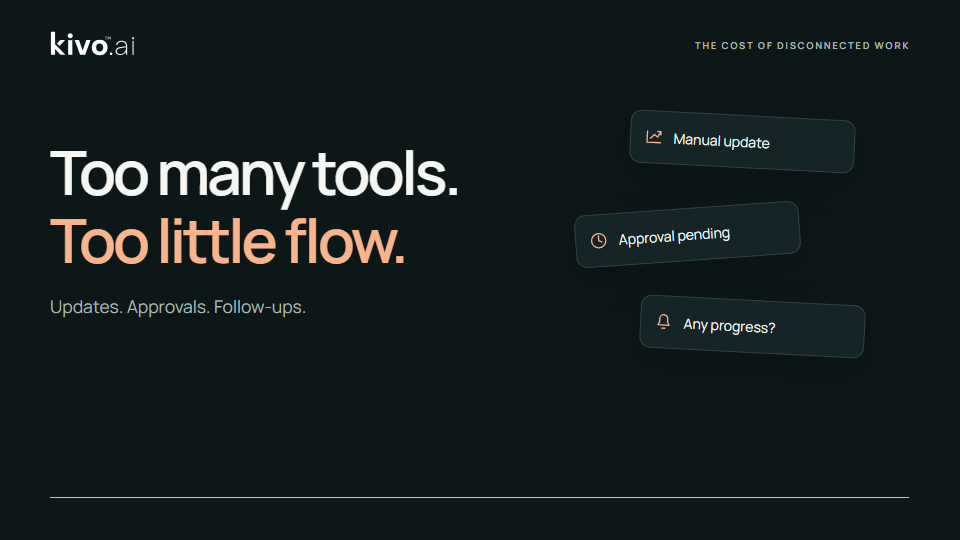 kivo.ai™
THE COST OF DISCONNECTED WORK
Too many tools.
Too little flow.
Updates. Approvals. Follow-ups.
Manual update
Approval pending
Any progress?